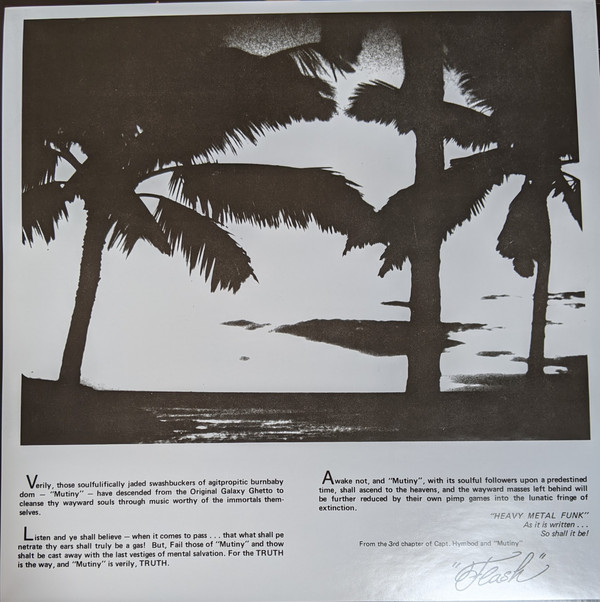 Verily, those soulfulifically jaded swashbuckers of agitpropitic burnbaby
dom — "Mutiny" — have descended from the Original Galaxy Ghetto to
cleanse thy wayward souls through music worthy of the immortals them-
selves.
Listen and ye shall believe — when it comes to pass . . . that what shall pe
netrate thy ears shall truly be a gas! But, Fail those of "Mutiny" and thow
shalt be cast away with the last vestiges of mental salvation. For the TRUTH
is the way, and "Mutiny" is verily, TRUTH.
Awake not, and "Mutiny", with its soulful followers upon a predestined
time, shall ascend to the heavens, and the wayward masses left behind will
be further reduced by their own pimp games into the lunatic fringe of
extinction.
"HEAVY METAL FUNK"
As it is written . . .
So shall it be!
From the 3rd chapter of Capt. Hymhod and "Mutiny"